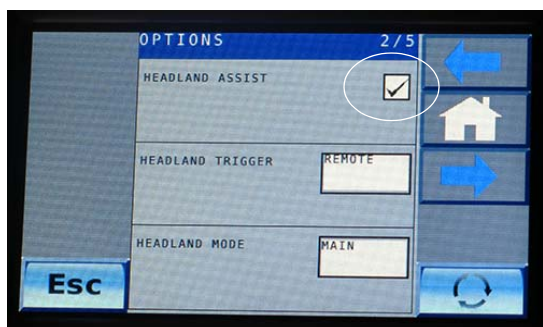 OPTIONS 2/5
HEADLAND ASSIST
HEADLAND TRIGGER REMOTE
HEADLAND MODE MAIN
Esc